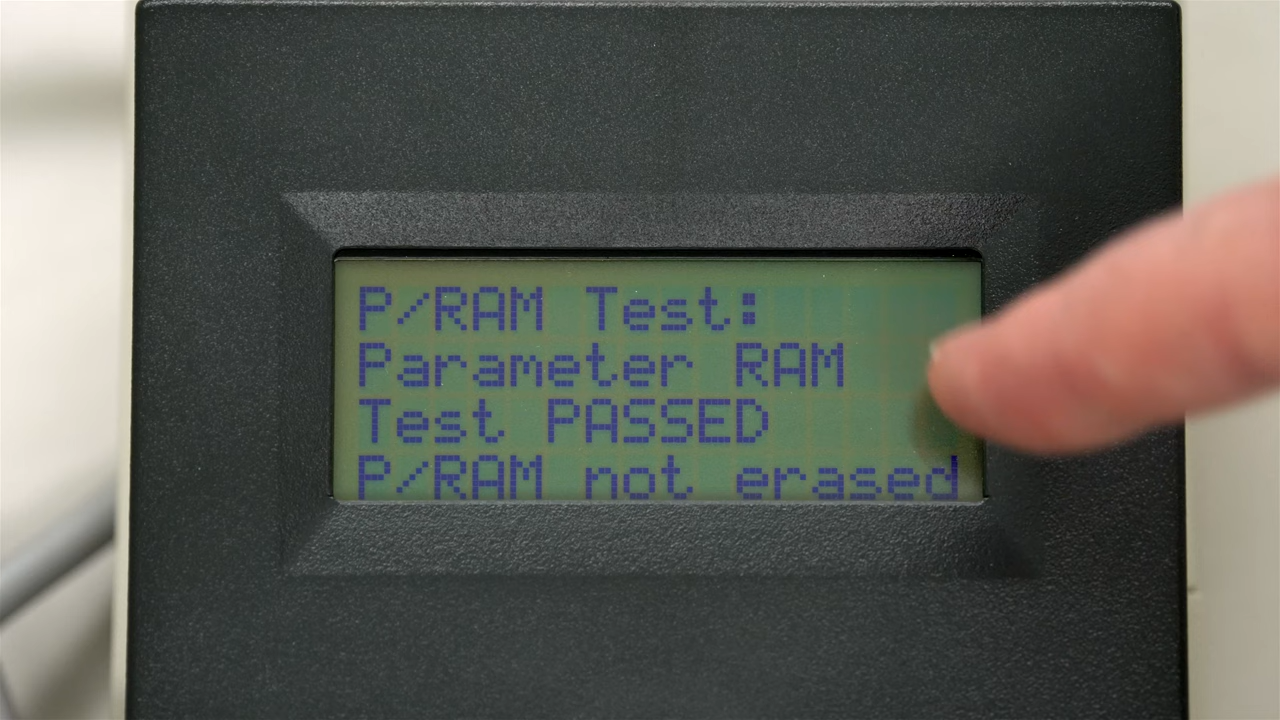 P/RAM Test:
Parameter RAM
Test PASSED
P/RAM not erased